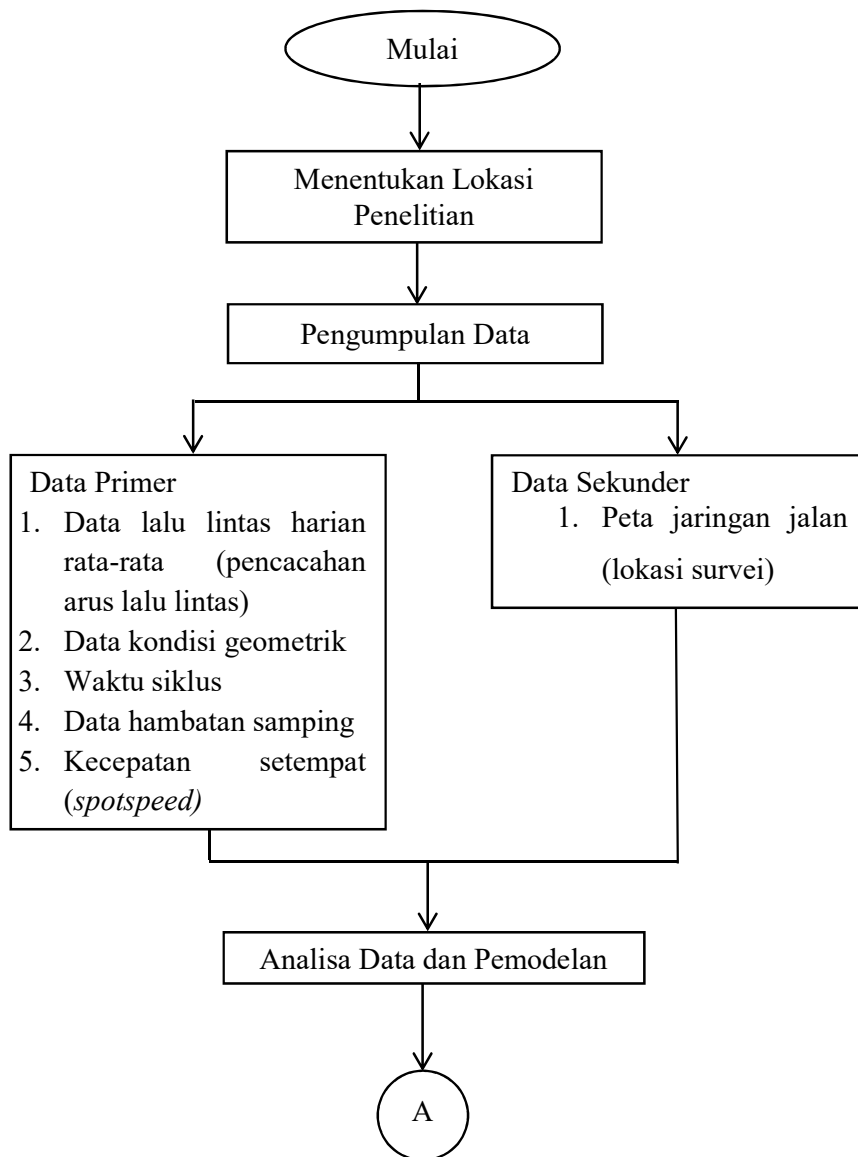 Mulai
Menentukan Lokasi
Penelitian
Pengumpulan Data
Data Primer
1. Data lalu lintas harian
rata-rata (pencacahan
arus lalu lintas)
2. Data kondisi geometrik
3. Waktu siklus
4. Data hambatan samping
5. Kecepatan setempat
(spotspeed)
Data Sekunder
1. Peta jaringan jalan
(lokasi survei)
Analisa Data dan Pemodelan
A